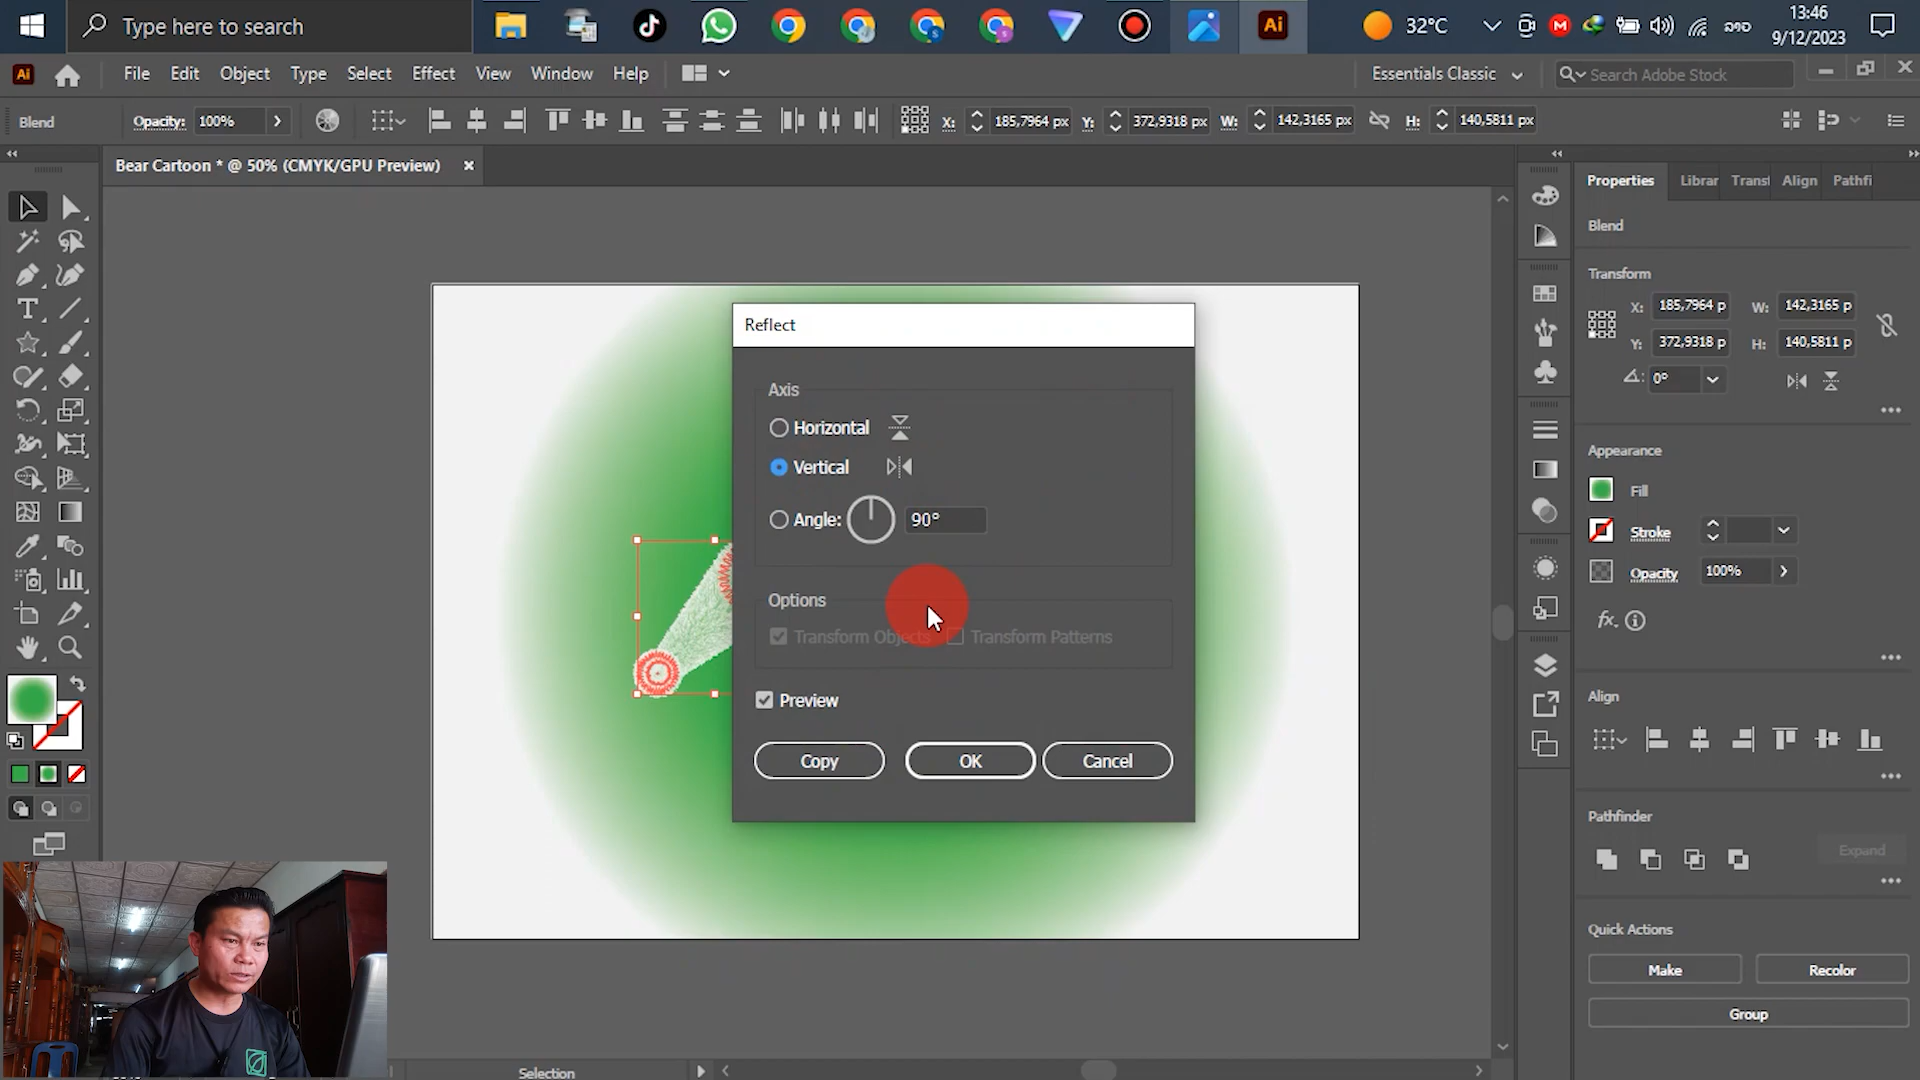 Type here to search
32°C
ລາວ
13:46
9/12/2023
Ai
File Edit Object Type Select Effect View Window Help
Essentials Classic
Search Adobe Stock
Blend
Opacity: 100%
X: 185,7964 px Y: 372,9318 px W: 142,3165 px H: 140,5811 px
Bear Cartoon * @ 50% (CMYK/GPU Preview)
Properties Librar Transf Align Pathfi
Blend
Transform
X: 185,7964 p W: 142,3165 p
Y: 372,9318 p H: 140,5811 p
0°
Appearance
Fill
Stroke
Opacity 100%
fx
Align
Pathfinder
Expand
Quick Actions
Make Recolor
Group
Reflect
Axis
Horizontal
Vertical
Angle: 90°
Options
Transform Objects Transform Patterns
Preview
Copy OK Cancel
Selection